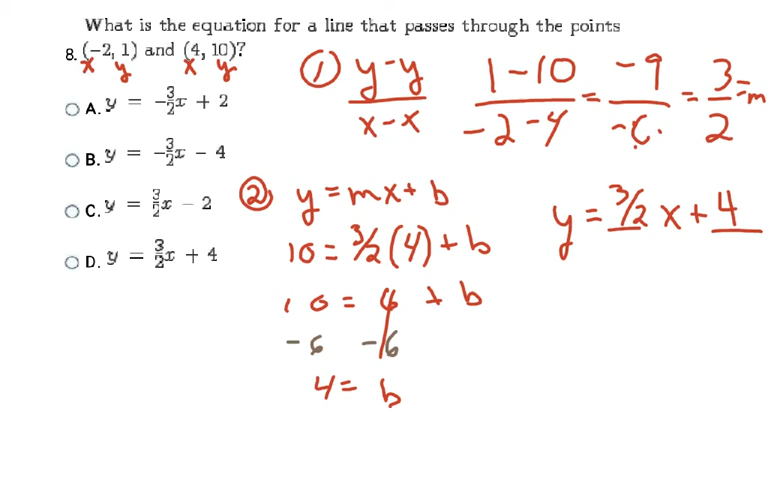 What is the equation for a line that passes through the points
8. (−2, 1) and (4, 10)?
x y x y
A. y = −3/2x + 2
B. y = −3/2x − 4
C. y = 3/2x − 2
D. y = 3/2x + 4
① y-y/x-x 1-10/-2-4 = -9/-6 = 3/2 = m
② y = mx + b
10 = 3/2 (4) + b
10 = 6 + b
-6 -6
4 = b
y = 3/2 x + 4